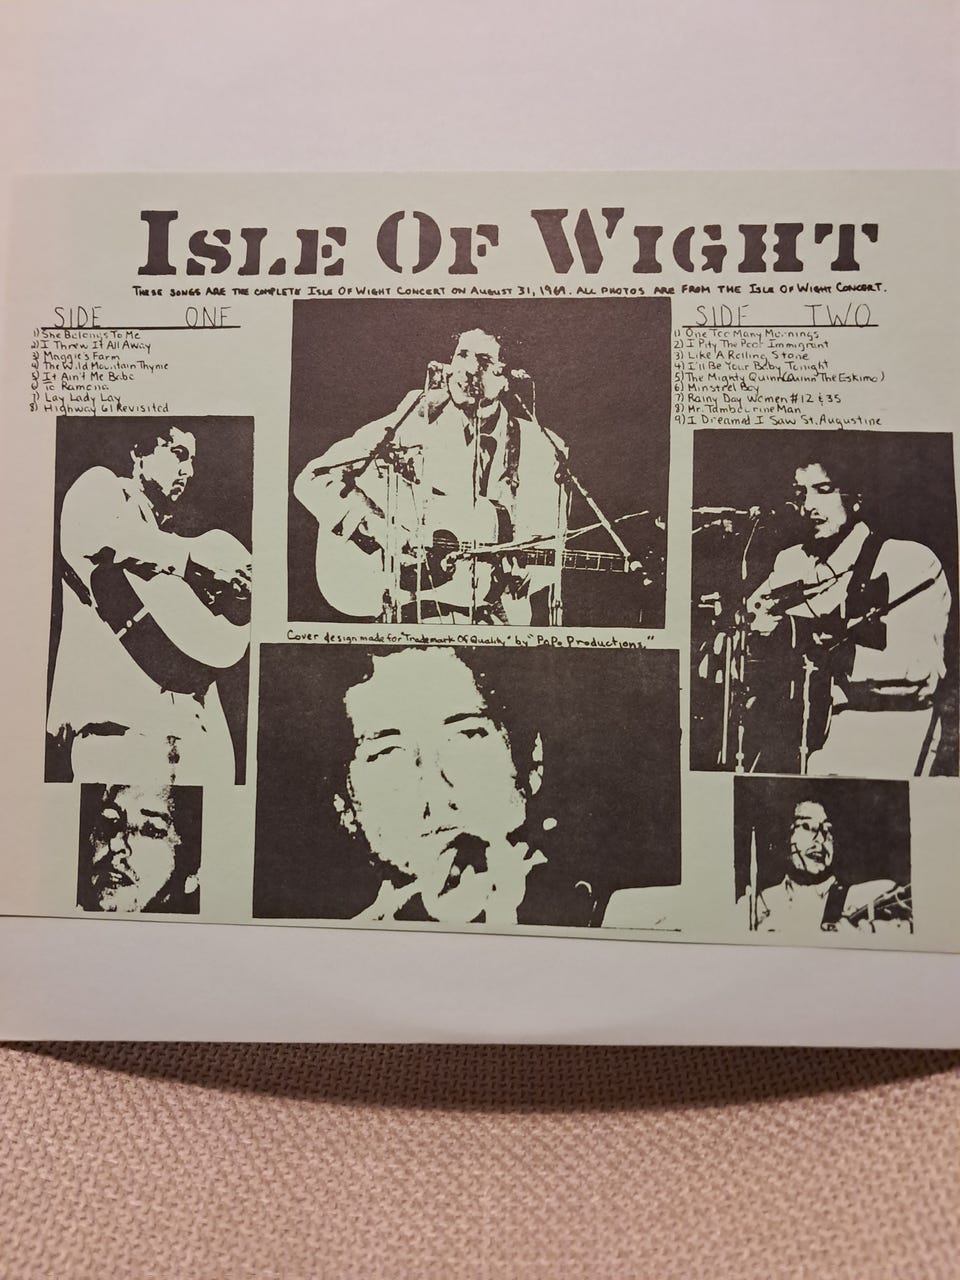 ISLE OF WIGHT
THESE SONGS ARE THE COMPLETE ISLE OF WIGHT CONCERT ON AUGUST 31, 1969. ALL PHOTOS ARE FROM THE ISLE OF WIGHT CONCERT.
SIDE ONE
1) She Belongs To Me
2) I Threw It All Away
3) Maggie's Farm
4) The Wild Mountain Thyme
5) It Ain't Me Babe
6) To Ramona
7) Lay Lady Lay
8) Highway 61 Revisited
SIDE TWO
1) One Too Many Mornings
2) I Pity The Poor Immigrant
3) Like A Rolling Stone
4) I'll Be Your Baby Tonight
5) The Mighty Quinn (Quinn The Eskimo)
6) Minstrel Boy
7) Rainy Day Women #12 & 35
8) Mr. Tambourine Man
9) I Dreamed I Saw St. Augustine
Cover design made for "Trademark Of Quality" by "PoPo Productions"